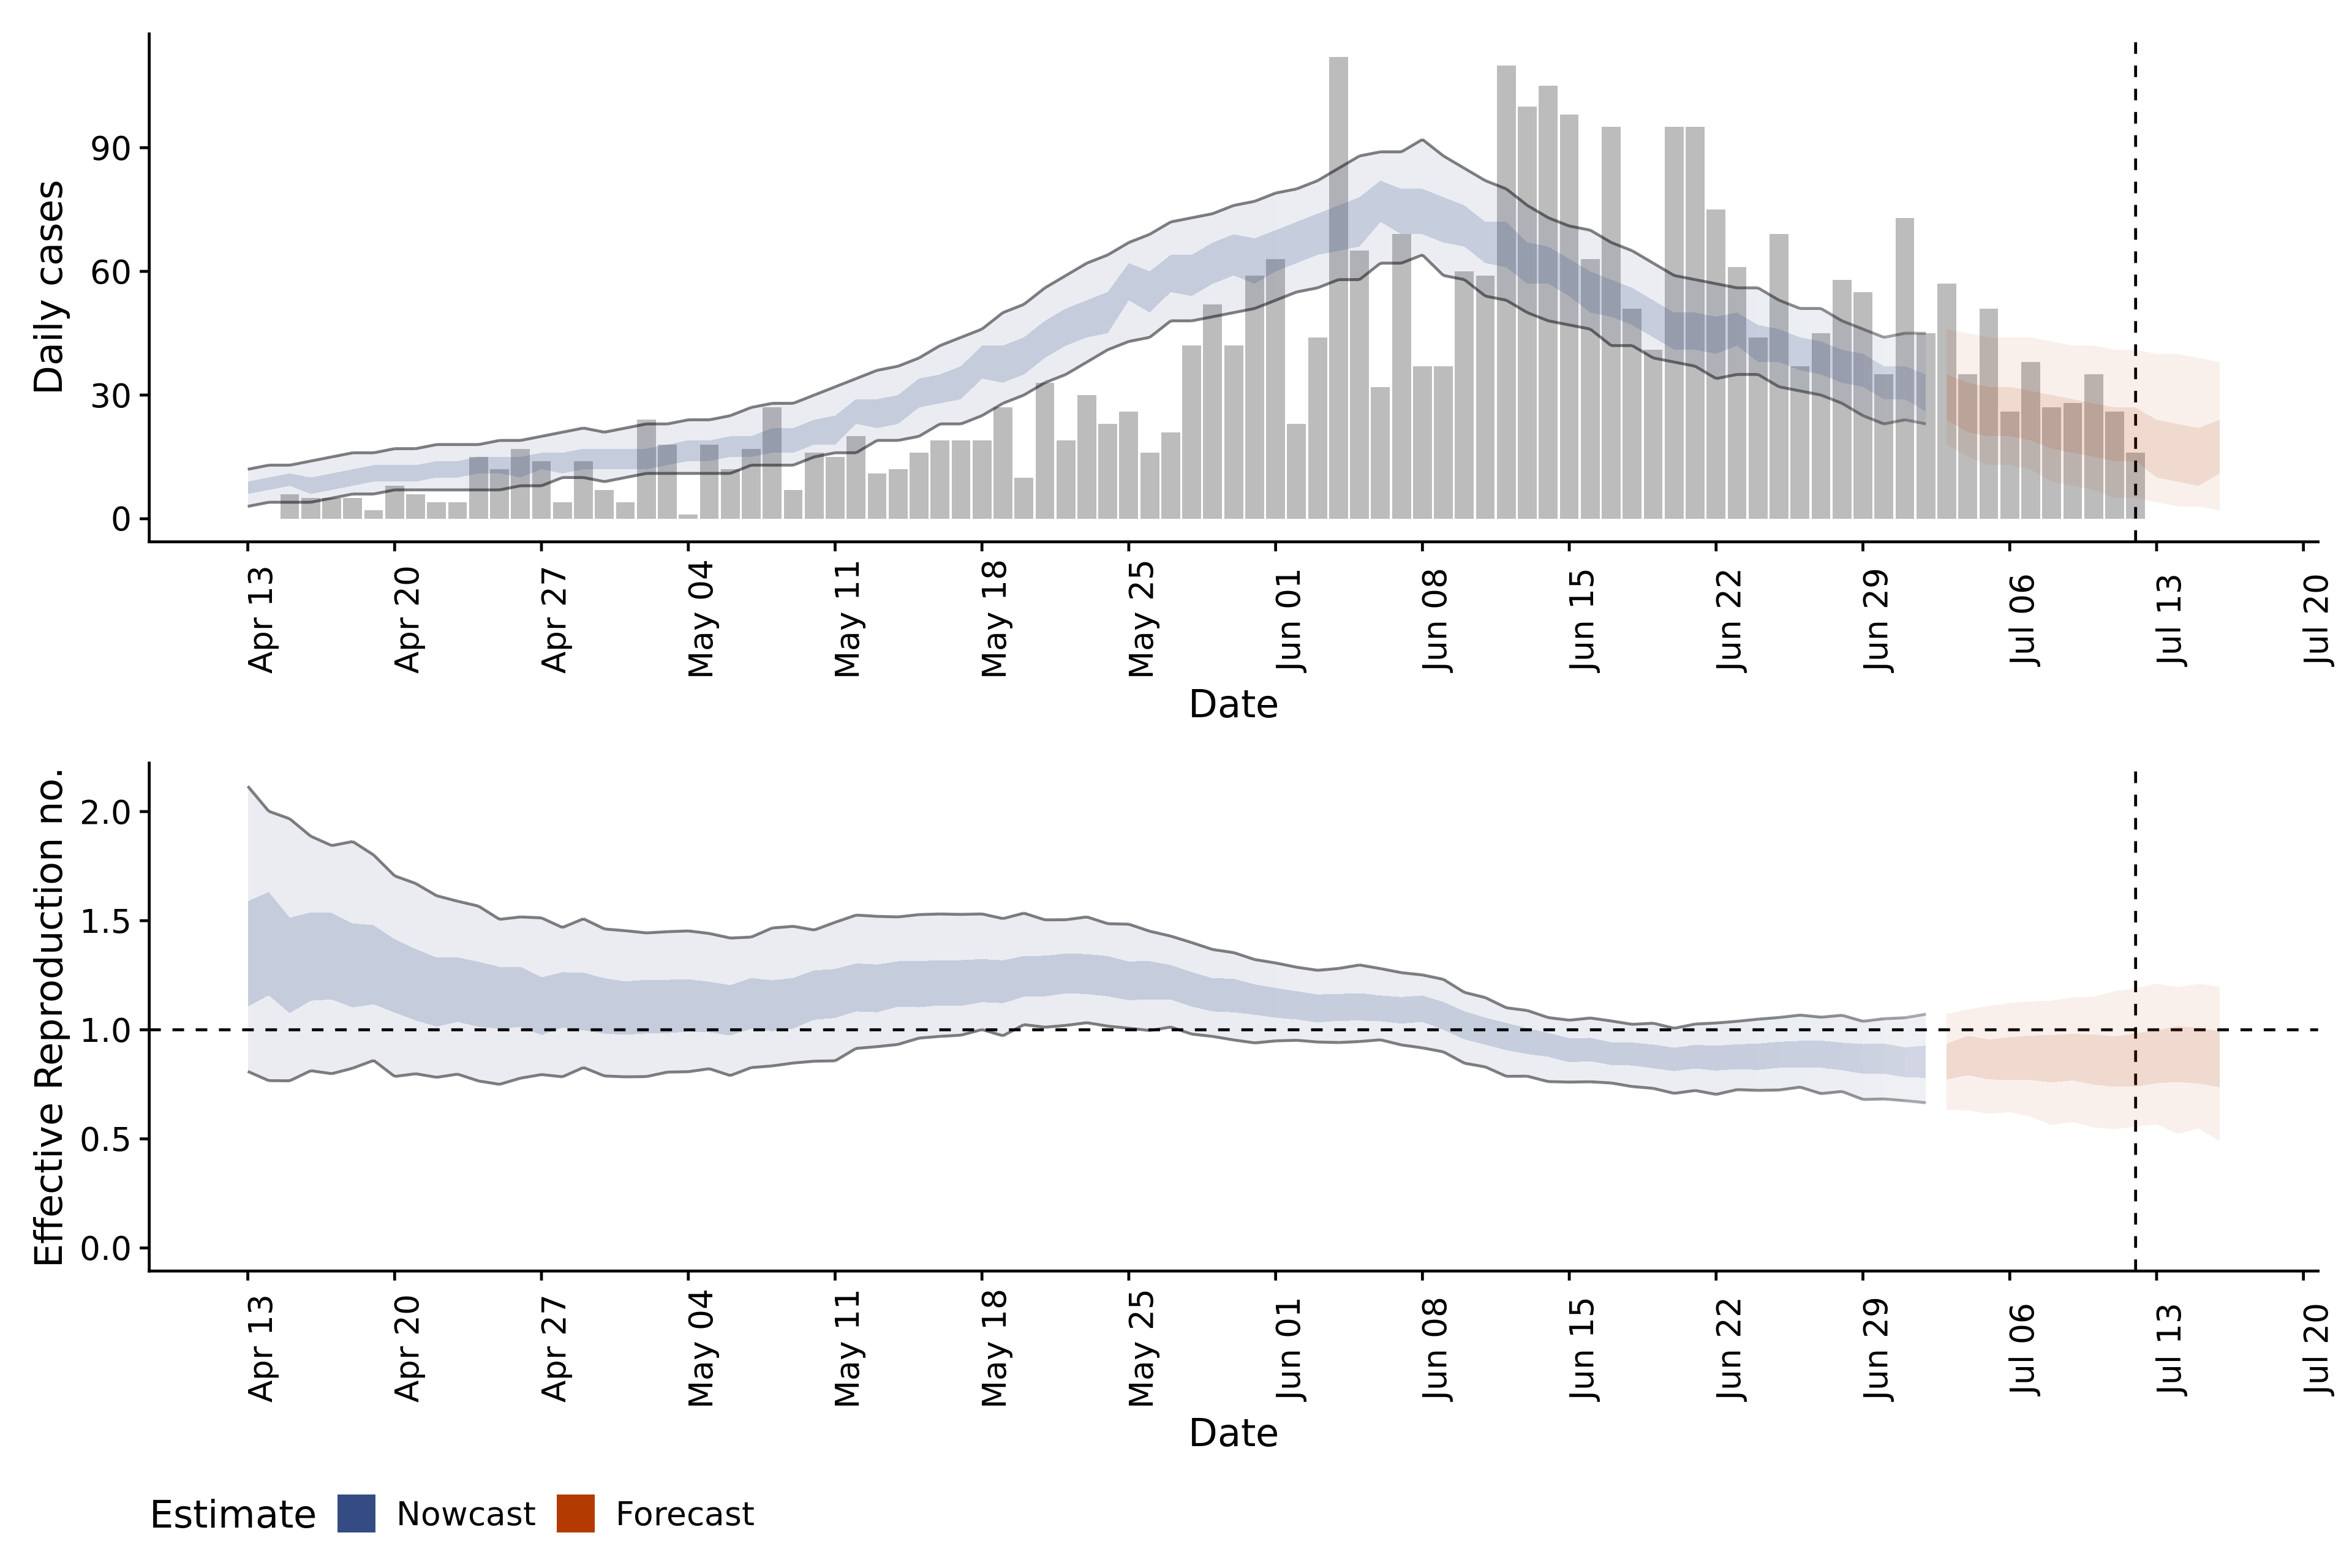 Daily cases
90
60
30
0
Apr 13
Apr 20
Apr 27
May 04
May 11
May 18
May 25
Jun 01
Jun 08
Jun 15
Jun 22
Jun 29
Jul 06
Jul 13
Jul 20
Date
Effective Reproduction no.
2.0
1.5
1.0
0.5
0.0
Apr 13
Apr 20
Apr 27
May 04
May 11
May 18
May 25
Jun 01
Jun 08
Jun 15
Jun 22
Jun 29
Jul 06
Jul 13
Jul 20
Date
Estimate Nowcast Forecast